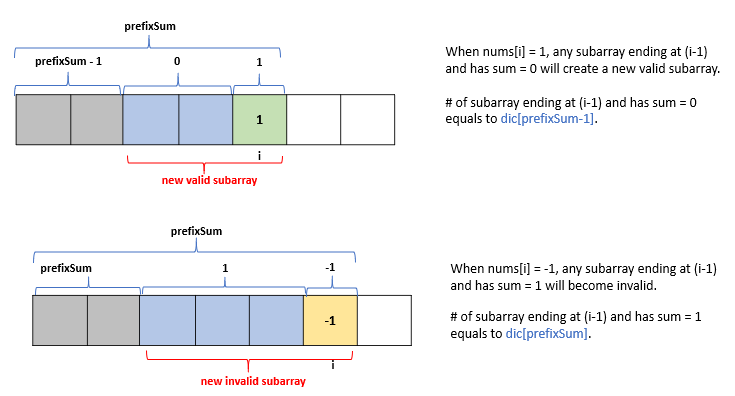 prefixSum
prefixSum - 1 0 1
1
i
new valid subarray
When nums[i] = 1, any subarray ending at (i-1)
and has sum = 0 will create a new valid subarray.
# of subarray ending at (i-1) and has sum = 0
equals to dic[prefixSum-1].
prefixSum
prefixSum 1 -1
-1
i
new invalid subarray
When nums[i] = -1, any subarray ending at (i-1)
and has sum = 1 will become invalid.
# of subarray ending at (i-1) and has sum = 1
equals to dic[prefixSum].